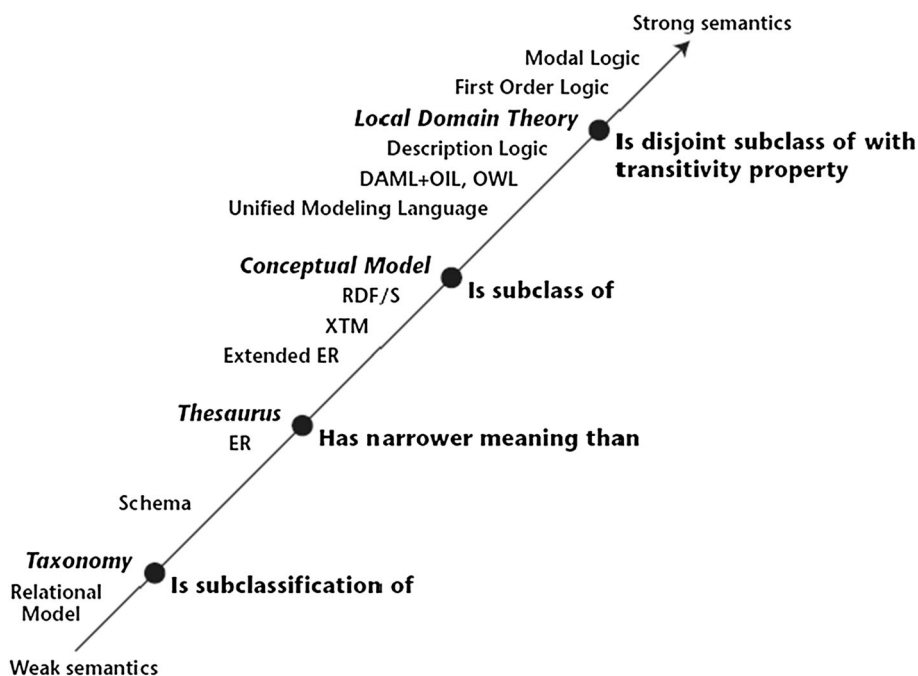 Strong semantics
Modal Logic
First Order Logic
Local Domain Theory
Is disjoint subclass of with
transitivity property
Description Logic
DAML+OIL, OWL
Unified Modeling Language
Conceptual Model
Is subclass of
RDF/S
XTM
Extended ER
Thesaurus
Has narrower meaning than
ER
Schema
Taxonomy
Is subclassification of
Relational
Model
Weak semantics